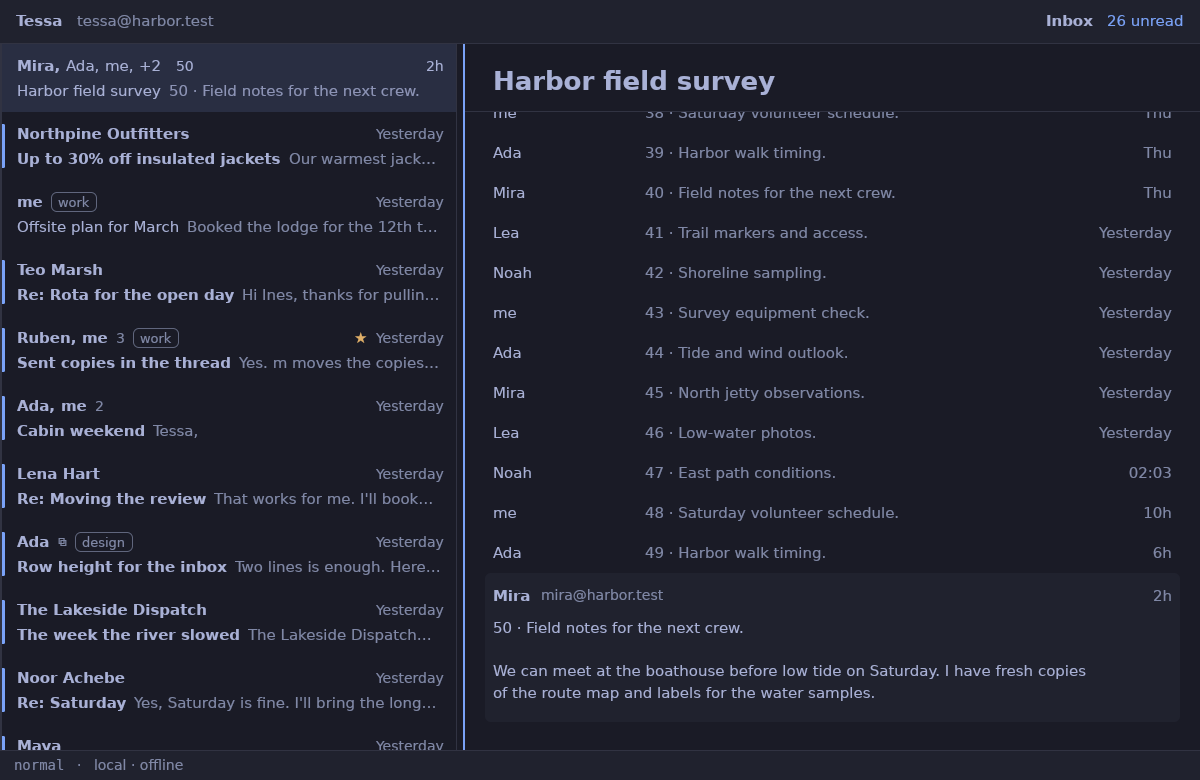 Tessa tessa@harbor.test
Inbox 26 unread
Mira, Ada, me, +2 50 2h
Harbor field survey 50 · Field notes for the next crew.
Northpine Outfitters Yesterday
Up to 30% off insulated jackets Our warmest jack…
me work Yesterday
Offsite plan for March Booked the lodge for the 12th t…
Teo Marsh Yesterday
Re: Rota for the open day Hi Ines, thanks for pullin…
Ruben, me 3 work ★ Yesterday
Sent copies in the thread Yes. m moves the copies…
Ada, me 2 Yesterday
Cabin weekend Tessa,
Lena Hart Yesterday
Re: Moving the review That works for me. I'll book…
Ada design Yesterday
Row height for the inbox Two lines is enough. Here…
The Lakeside Dispatch Yesterday
The week the river slowed The Lakeside Dispatch…
Noor Achebe Yesterday
Re: Saturday Yes, Saturday is fine. I'll bring the long…
Maya Yesterday
Harbor field survey
me 38 · Saturday volunteer schedule. Thu
Ada 39 · Harbor walk timing. Thu
Mira 40 · Field notes for the next crew. Thu
Lea 41 · Trail markers and access. Yesterday
Noah 42 · Shoreline sampling. Yesterday
me 43 · Survey equipment check. Yesterday
Ada 44 · Tide and wind outlook. Yesterday
Mira 45 · North jetty observations. Yesterday
Lea 46 · Low-water photos. Yesterday
Noah 47 · East path conditions. 02:03
me 48 · Saturday volunteer schedule. 10h
Ada 49 · Harbor walk timing. 6h
Mira mira@harbor.test 2h
50 · Field notes for the next crew.
We can meet at the boathouse before low tide on Saturday. I have fresh copies
of the route map and labels for the water samples.
normal · local · offline